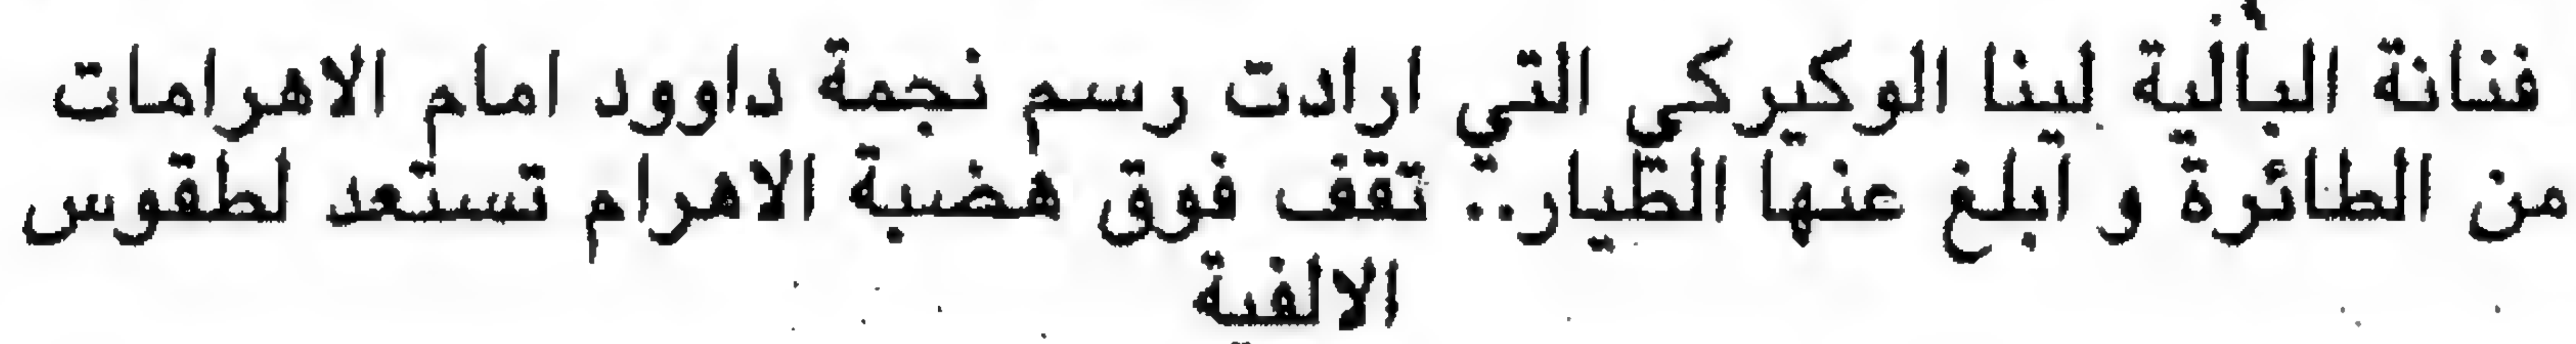 فنانة البالية لينا الوكيركي التي ارادت رسم نجمة داوود امام الاهرامات
من الطائرة و ابلغ عنها الطيار.. تقف فوق هضبة الاهرام تستعد لطقوس
الالفية